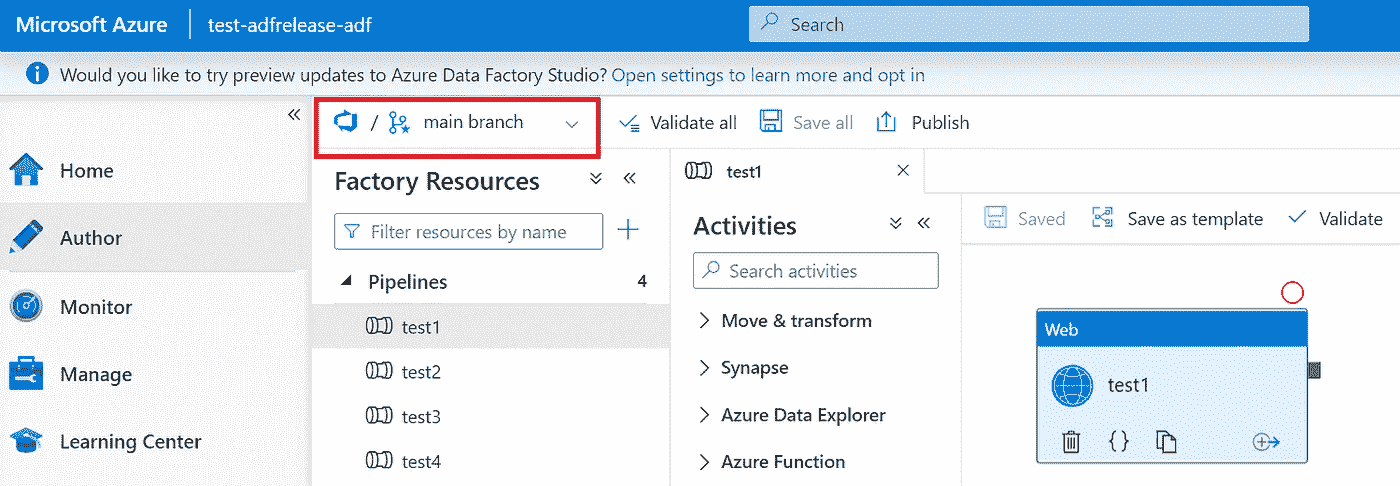 Microsoft Azure test-adfrelease-adf Search
Would you like to try preview updates to Azure Data Factory Studio? Open settings to learn more and opt in
/ main branch Validate all Save all Publish
Home
Author
Monitor
Manage
Learning Center
Factory Resources
Filter resources by name
Pipelines 4
test1
test2
test3
test4
test1
Activities
Search activities
Move & transform
Synapse
Azure Data Explorer
Azure Function
Saved Save as template Validate
Web
test1
{}